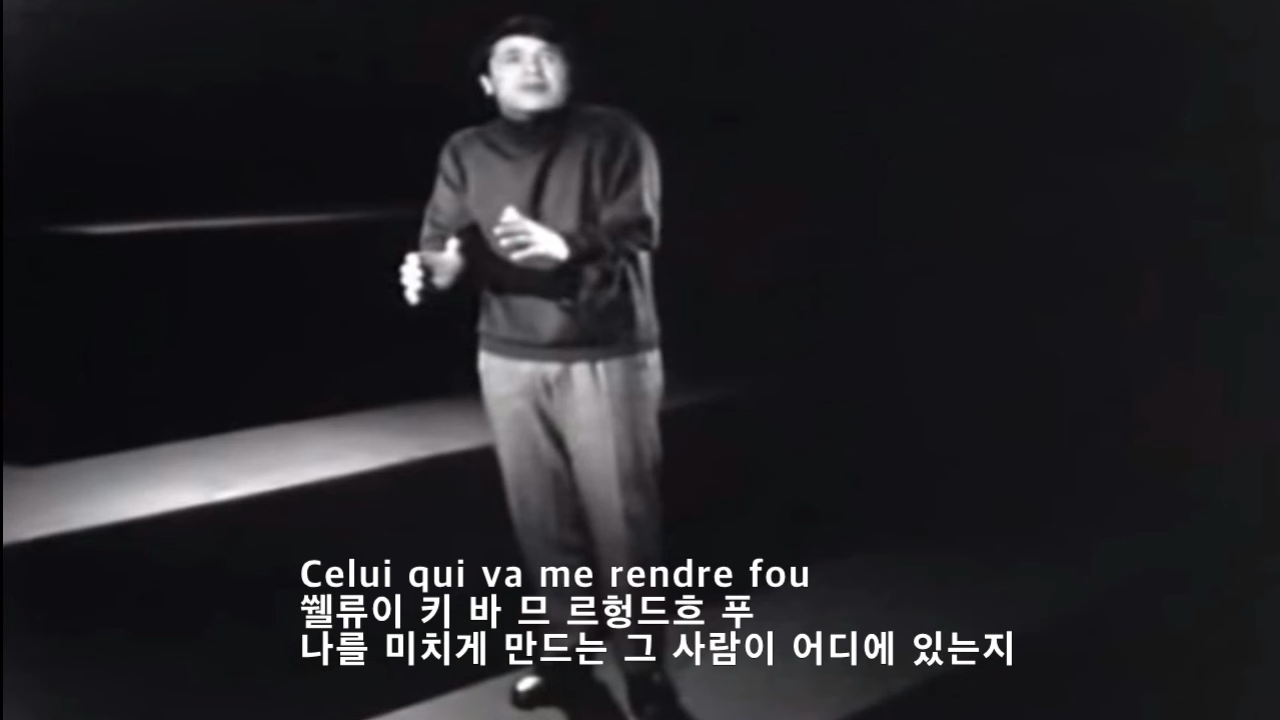 Celui qui va me rendre fou
쒤류이 키 바 므 르헝드흐 푸
나를 미치게 만드는 그 사람이 어디에 있는지